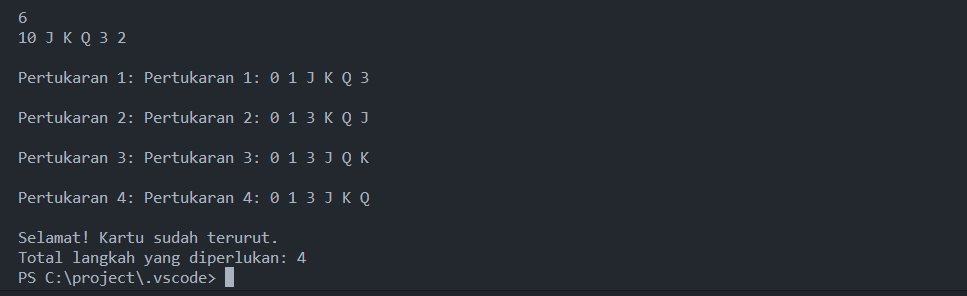 6
10 J K Q 3 2
Pertukaran 1: Pertukaran 1: 0 1 J K Q 3
Pertukaran 2: Pertukaran 2: 0 1 3 K Q J
Pertukaran 3: Pertukaran 3: 0 1 3 J Q K
Pertukaran 4: Pertukaran 4: 0 1 3 J K Q
Selamat! Kartu sudah terurut.
Total langkah yang diperlukan: 4
PS C:\project\.vscode>